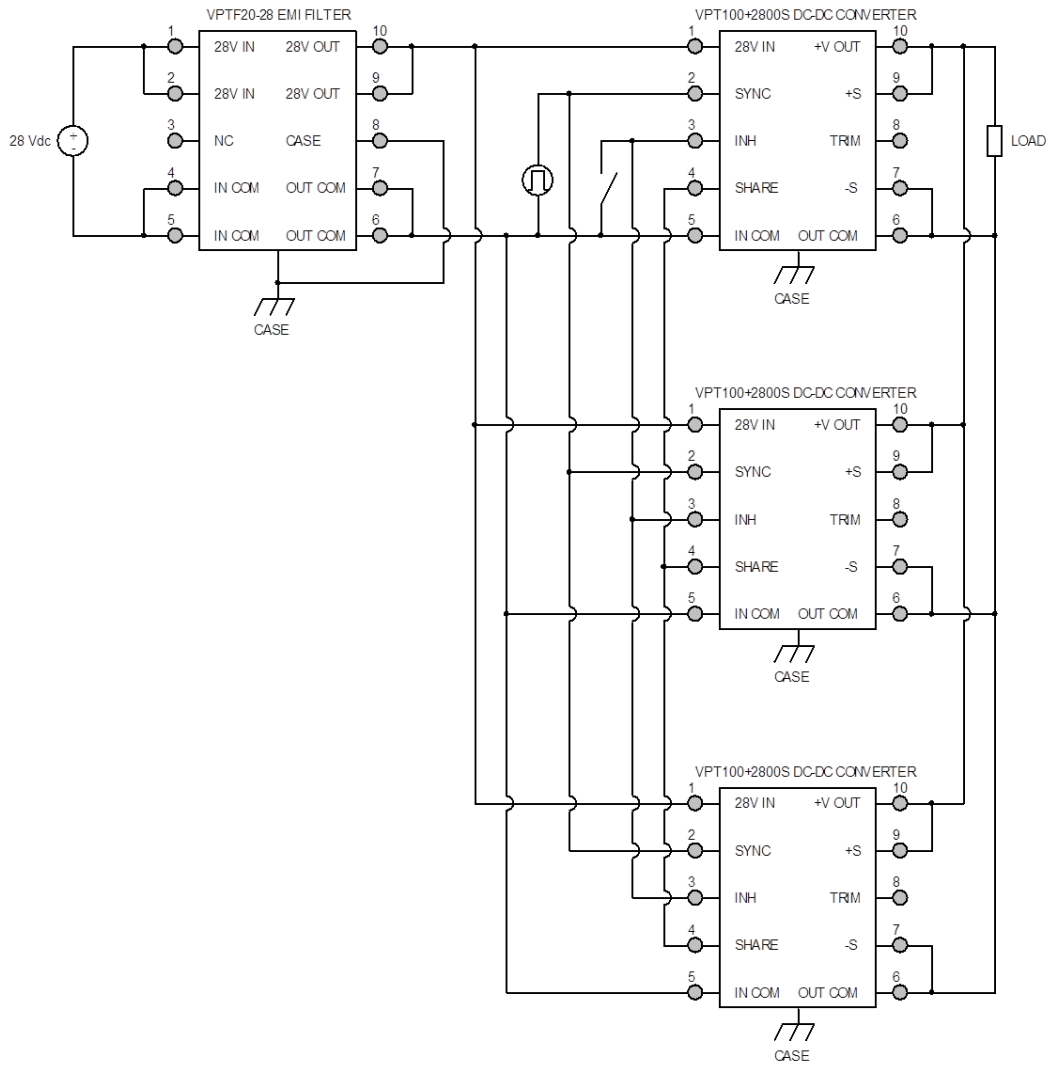 VPTF20-28 EMI FILTER
1 28V IN 28V OUT 10
2 28V IN 28V OUT 9
3 NC CASE 8
4 IN COM OUT COM 7
5 IN COM OUT COM 6
28 Vdc
+
-
CASE
VPT100+2800S DC-DC CONVERTER
1 28V IN +V OUT 10
2 SYNC +S 9
3 INH TRIM 8
4 SHARE -S 7
5 IN COM OUT COM 6
LOAD
CASE
VPT100+2800S DC-DC CONVERTER
1 28V IN +V OUT 10
2 SYNC +S 9
3 INH TRIM 8
4 SHARE -S 7
5 IN COM OUT COM 6
CASE
VPT100+2800S DC-DC CONVERTER
1 28V IN +V OUT 10
2 SYNC +S 9
3 INH TRIM 8
4 SHARE -S 7
5 IN COM OUT COM 6
CASE